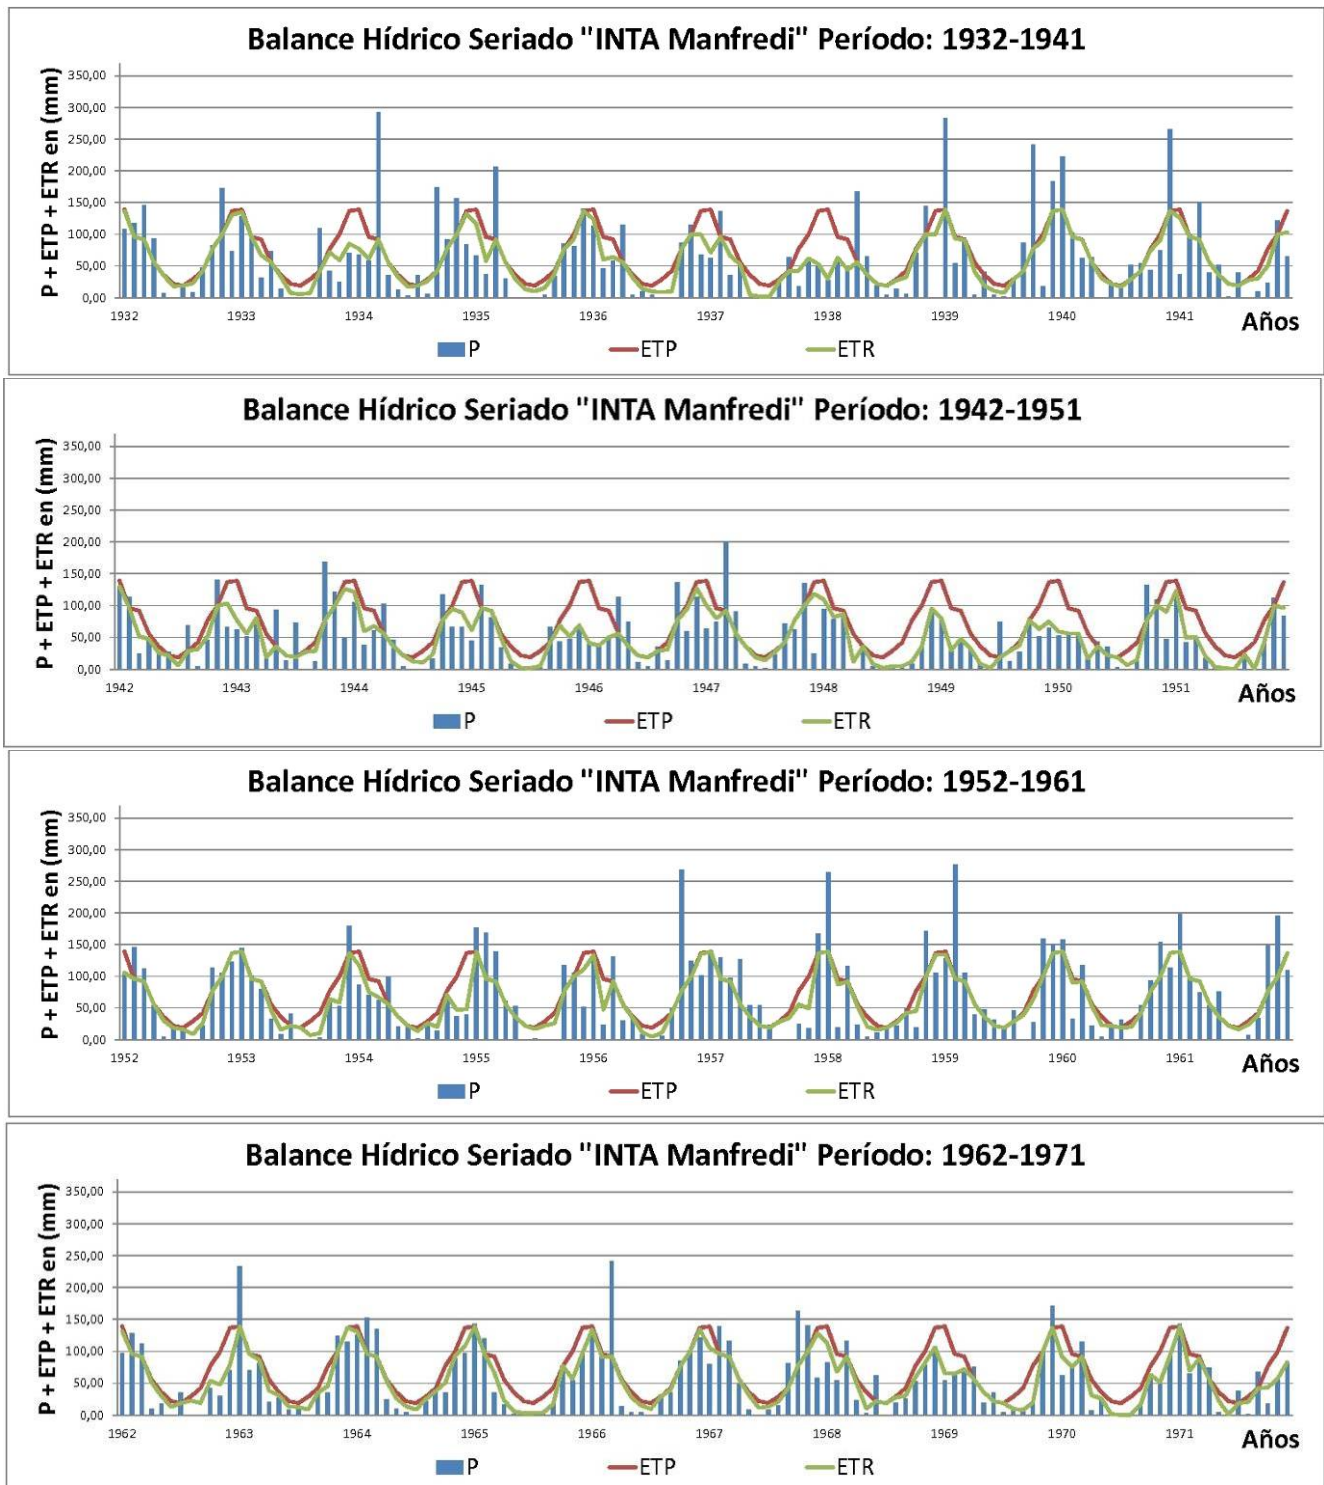 Balance Hídrico Seriado "INTA Manfredi" Período: 1932-1941
P + ETP + ETR en (mm)
350,00
300,00
250,00
200,00
150,00
100,00
50,00
0,00
1932 1933 1934 1935 1936 1937 1938 1939 1940 1941
Años
P ETP ETR
Balance Hídrico Seriado "INTA Manfredi" Período: 1942-1951
P + ETP + ETR en (mm)
350,00
300,00
250,00
200,00
150,00
100,00
50,00
0,00
1942 1943 1944 1945 1946 1947 1948 1949 1950 1951
Años
P ETP ETR
Balance Hídrico Seriado "INTA Manfredi" Período: 1952-1961
P + ETP + ETR en (mm)
350,00
300,00
250,00
200,00
150,00
100,00
50,00
0,00
1952 1953 1954 1955 1956 1957 1958 1959 1960 1961
Años
P ETP ETR
Balance Hídrico Seriado "INTA Manfredi" Período: 1962-1971
P + ETP + ETR en (mm)
350,00
300,00
250,00
200,00
150,00
100,00
50,00
0,00
1962 1963 1964 1965 1966 1967 1968 1969 1970 1971
Años
P ETP ETR